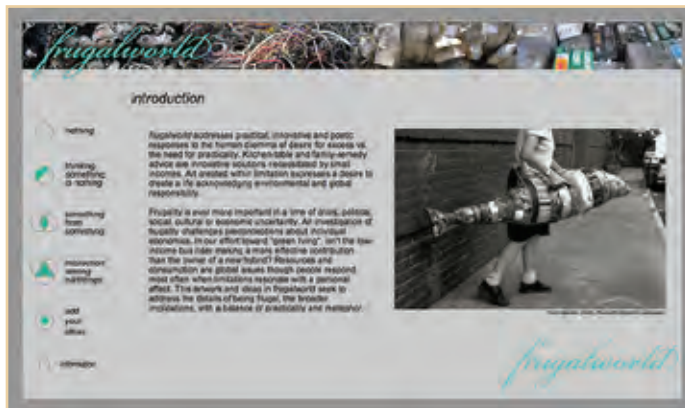 frugalworld
introduction
nothing
thinking
something
is nothing
something
from
something
add
your
information
frugalworld addresses practical, innovative and poetic
responses to the human dilemma of desire for excess vs.
the need for practicality. Kitchen-table and family-remedy
advice are innovative solutions necessitated by small
incomes. Art created within limitation expresses a desire to
create a life acknowledging environmental and global
responsibility.
Frugality is ever more important in a time of crisis, political,
social, cultural or economic uncertainty. An investigation of
frugality challenges preconceptions about individual
economics. In our effort toward "green living", isn't the low-
income bus rider making a more effective contribution
than the owner of a new hybrid? Resources and
consumption are global issues though people respond
most often when limitations resonate with a personal
effect. The artwork and ideas in frugalworld seek to
address the details of being frugal, the broader
implications, with a balance of practicality and metaphor.
frugalworld